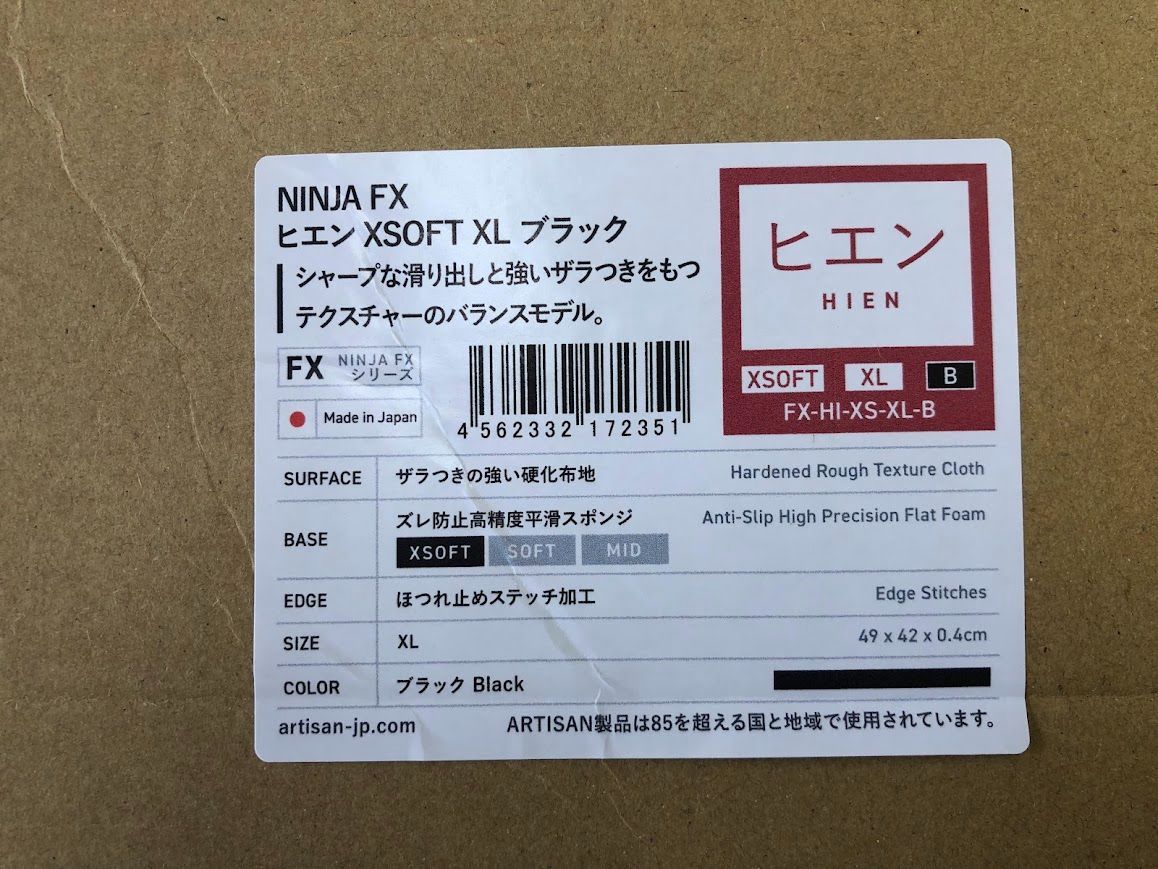 NINJA FX
ヒエン XSOFT XL ブラック
シャープな滑り出しと強いザラつきをもつ
テクスチャーのバランスモデル。
FX NINJA FX シリーズ
Made in Japan
4 562332 172351
ヒエン
HIEN
XSOFT XL B
FX-HI-XS-XL-B
SURFACE ザラつきの強い硬化布地 Hardened Rough Texture Cloth
BASE ズレ防止高精度平滑スポンジ Anti-Slip High Precision Flat Foam
XSOFT SOFT MID
EDGE ほつれ止めステッチ加工 Edge Stitches
SIZE XL 49 x 42 x 0.4cm
COLOR ブラック Black
artisan-jp.com ARTISAN製品は85を超える国と地域で使用されています。